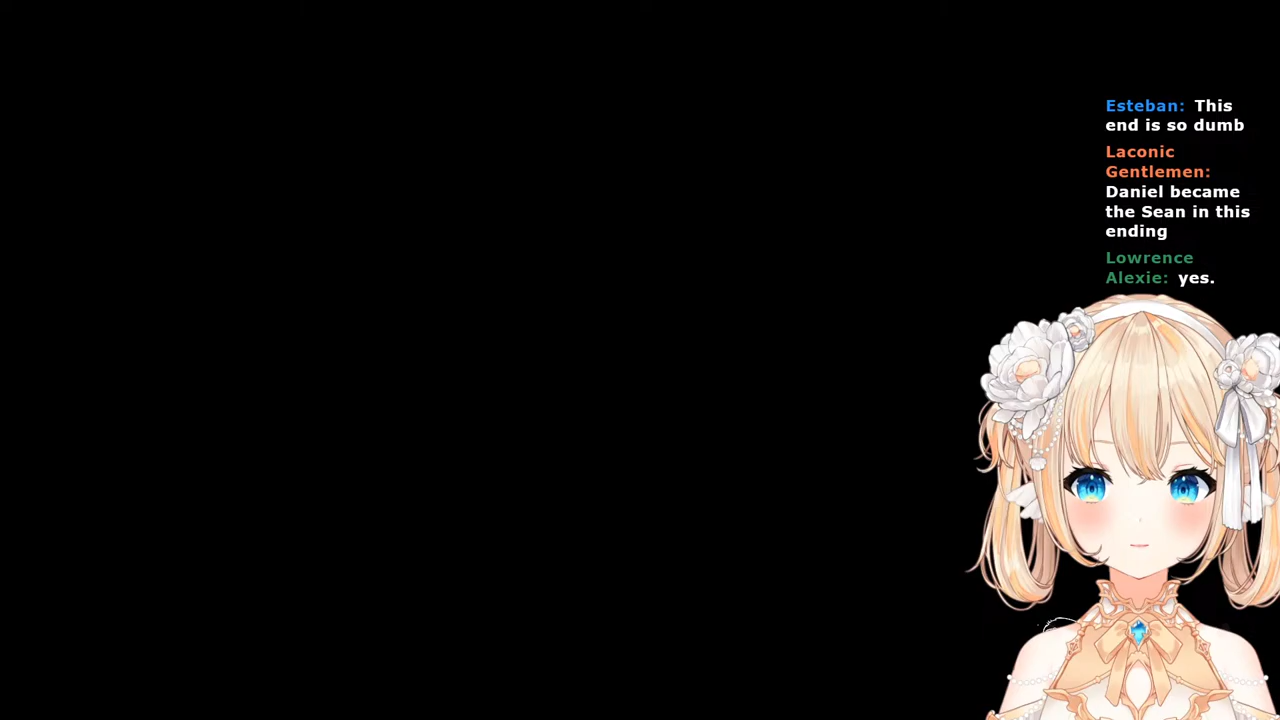 Esteban: This
end is so dumb
Laconic
Gentlemen:
Daniel became
the Sean in this
ending
Lowrence
Alexie: yes.